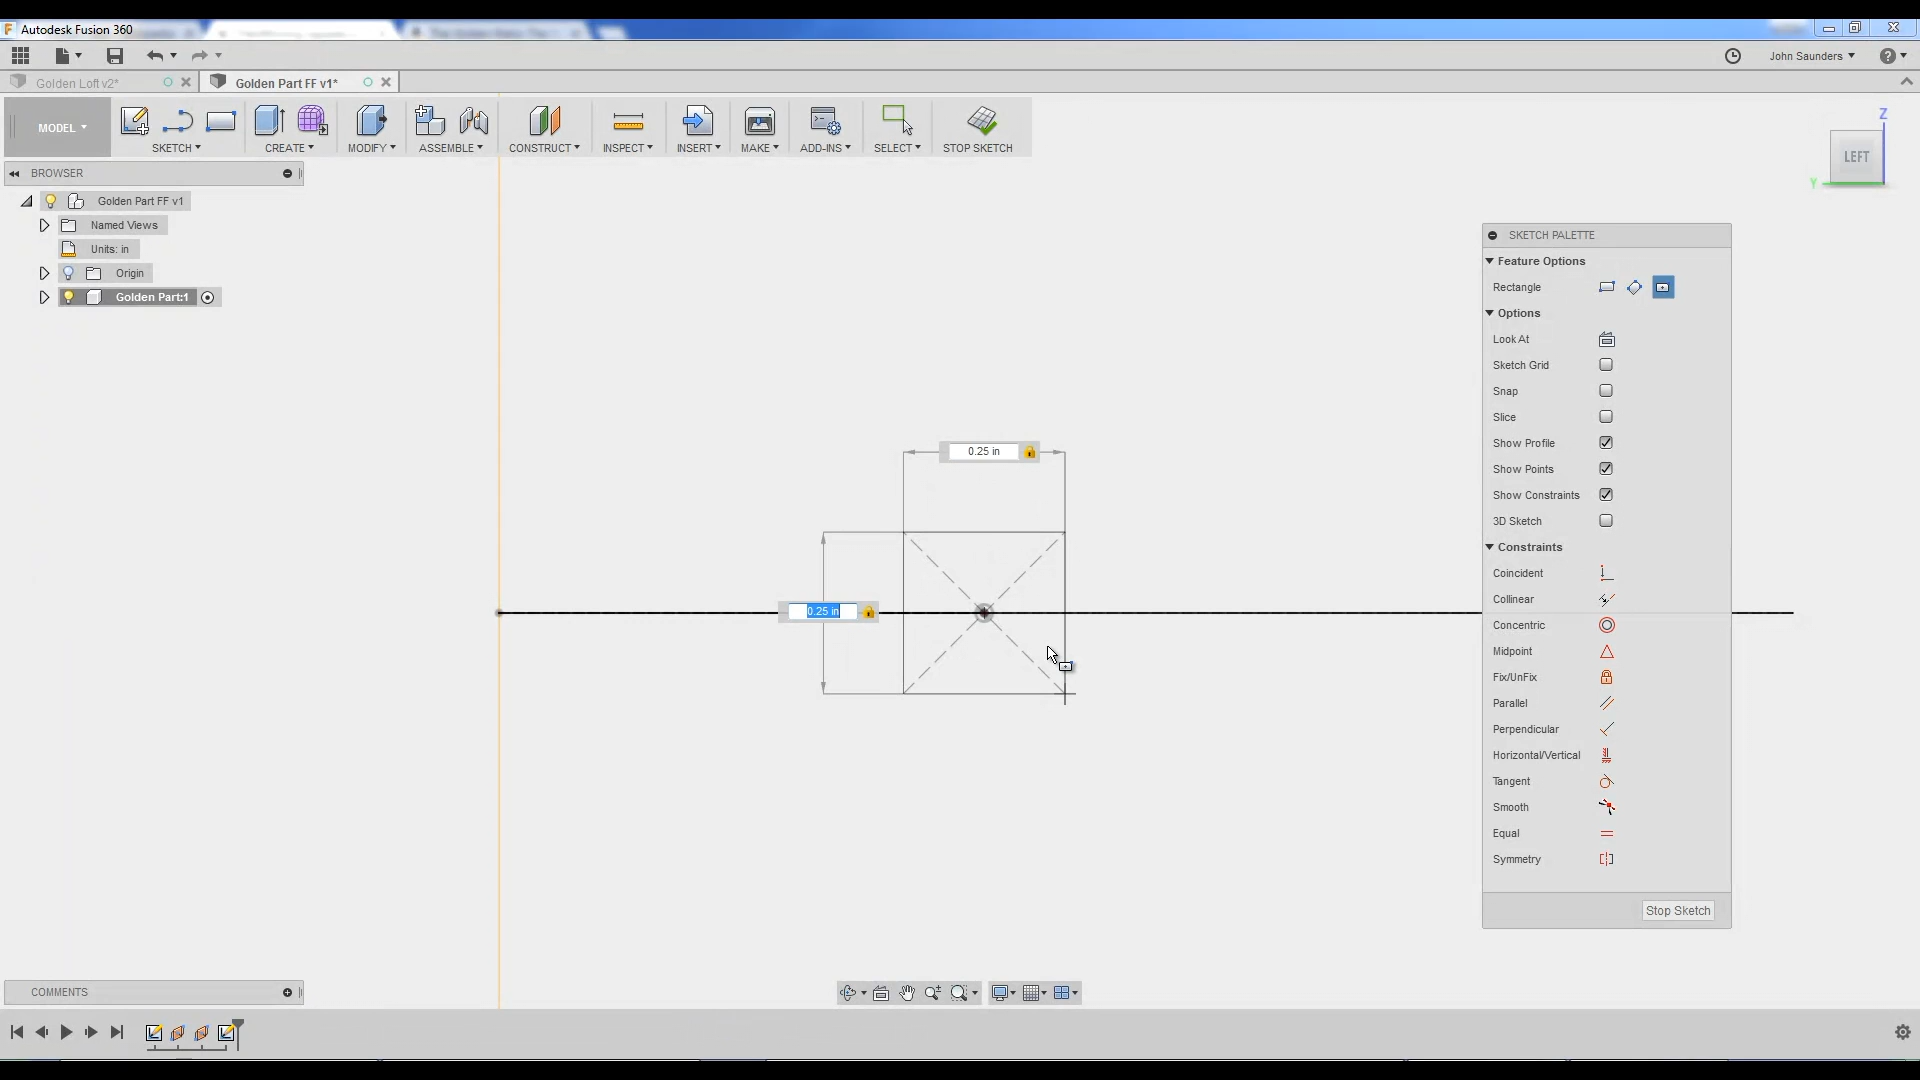 Autodesk Fusion 360
John Saunders
Golden Loft v2*
Golden Part FF v1*
MODEL
SKETCH
CREATE
MODIFY
ASSEMBLE
CONSTRUCT
INSPECT
INSERT
MAKE
ADD-INS
SELECT
STOP SKETCH
BROWSER
Golden Part FF v1
Named Views
Units: in
Origin
Golden Part:1
Z
LEFT
Y
0.25 in
0.25 in
SKETCH PALETTE
Feature Options
Rectangle
Options
Look At
Sketch Grid
Snap
Slice
Show Profile
Show Points
Show Constraints
3D Sketch
Constraints
Coincident
Collinear
Concentric
Midpoint
Fix/UnFix
Parallel
Perpendicular
Horizontal/Vertical
Tangent
Smooth
Equal
Symmetry
Stop Sketch
COMMENTS